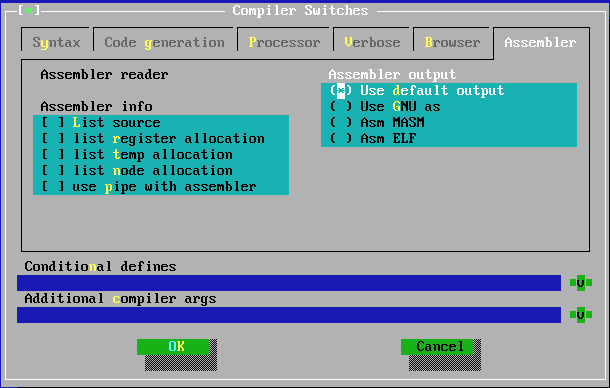 Compiler Switches
Syntax Code generation Processor Verbose Browser Assembler
Assembler reader
Assembler info
[ ] List source
[ ] list register allocation
[ ] list temp allocation
[ ] list node allocation
[ ] use pipe with assembler
Assembler output
(*) Use default output
( ) Use GNU as
( ) Asm MASM
( ) Asm ELF
Conditional defines
Additional compiler args
OK Cancel